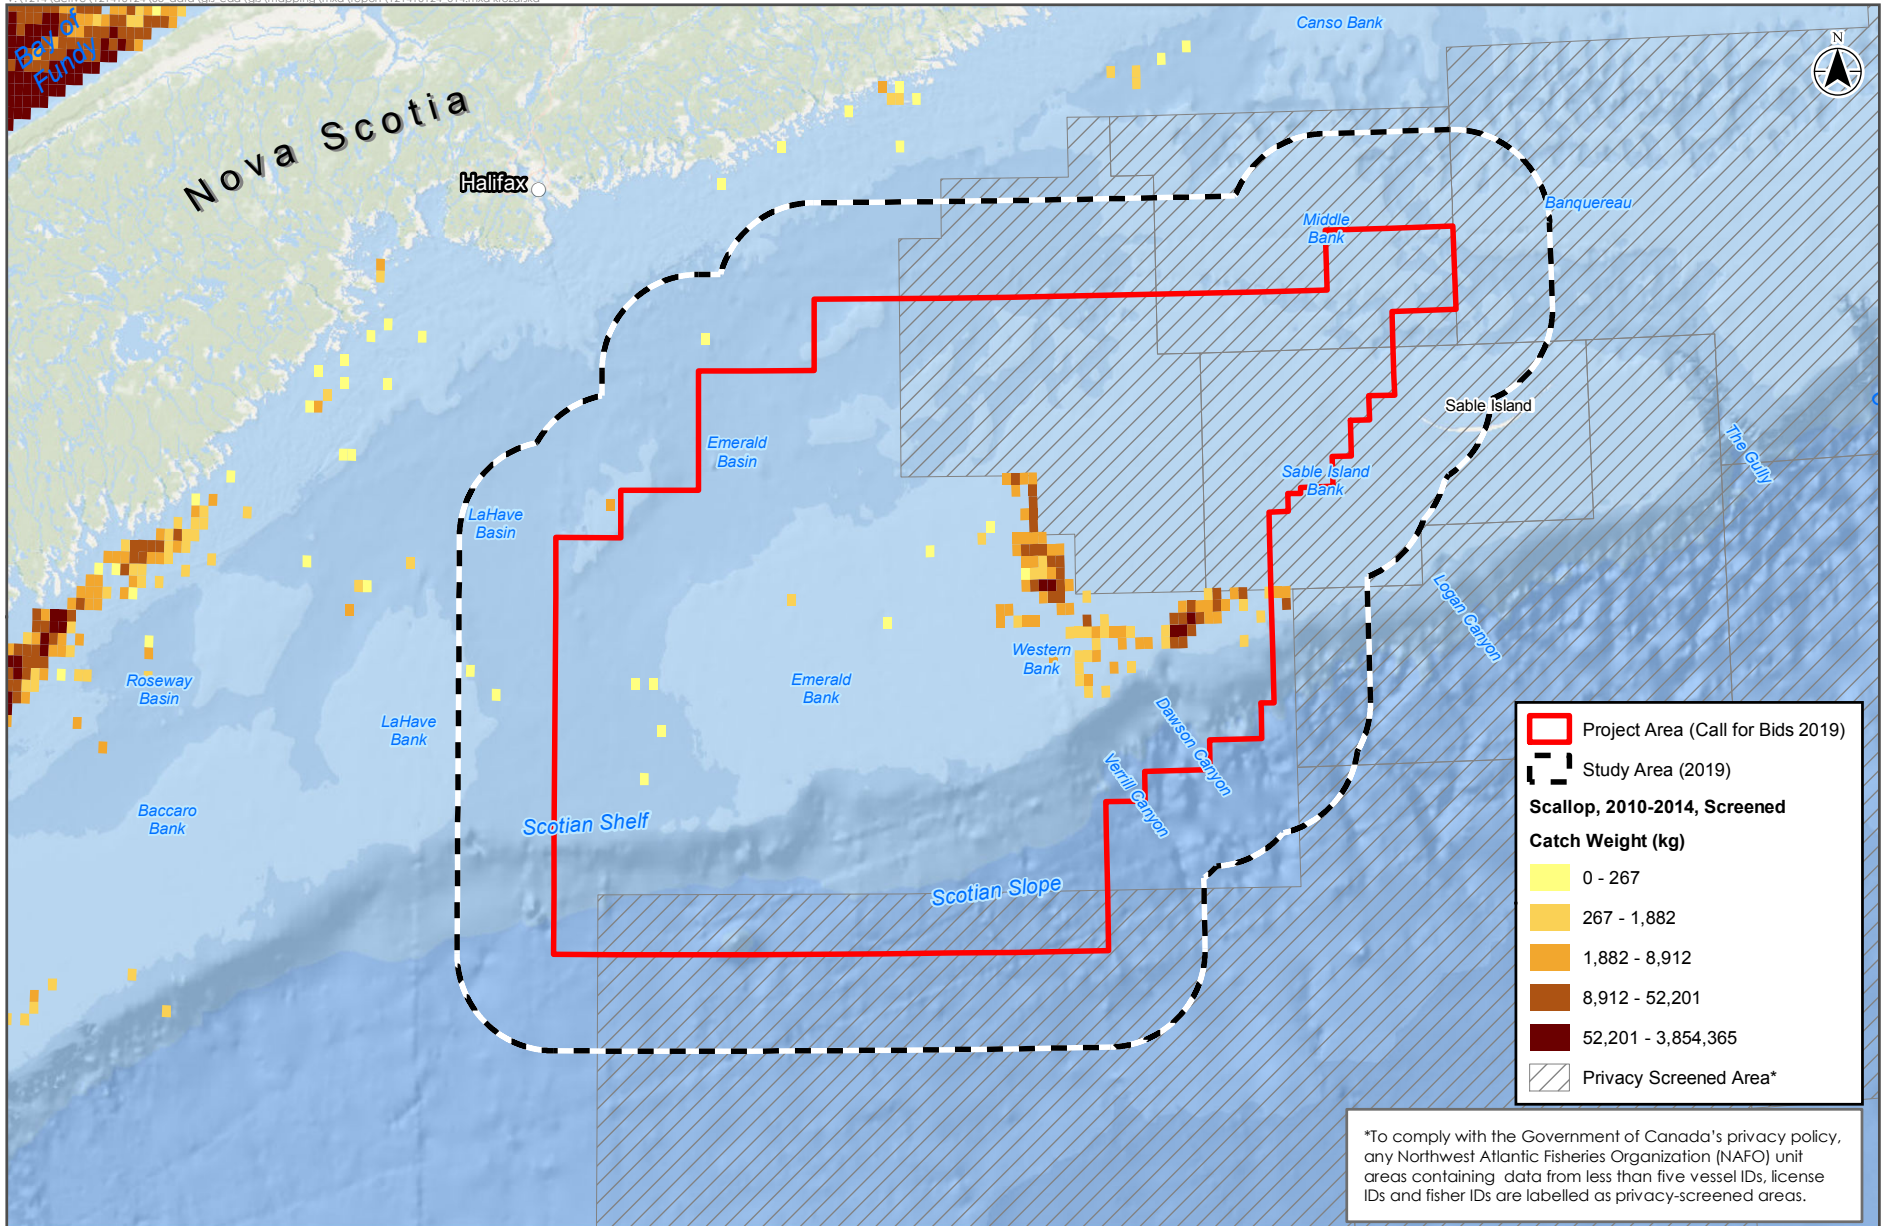 Canso Bank
N
Bay of
Fundy
Nova Scotia
Halifax
Middle
Bank
Banquereau
Sable Island
The Gully
Emerald
Basin
Sable Island
Bank
LaHave
Basin
Logan Canyon
Western
Bank
Roseway
Basin
Emerald
Bank
LaHave
Bank
Dawson Canyon
Verrill Canyon
Baccaro
Bank
Scotian Shelf
Scotian Slope
Project Area (Call for Bids 2019)
Study Area (2019)
Scallop, 2010-2014, Screened
Catch Weight (kg)
0 - 267
267 - 1,882
1,882 - 8,912
8,912 - 52,201
52,201 - 3,854,365
Privacy Screened Area*
*To comply with the Government of Canada's privacy policy,
any Northwest Atlantic Fisheries Organization (NAFO) unit
areas containing data from less than five vessel IDs, license
IDs and fisher IDs are labelled as privacy-screened areas.